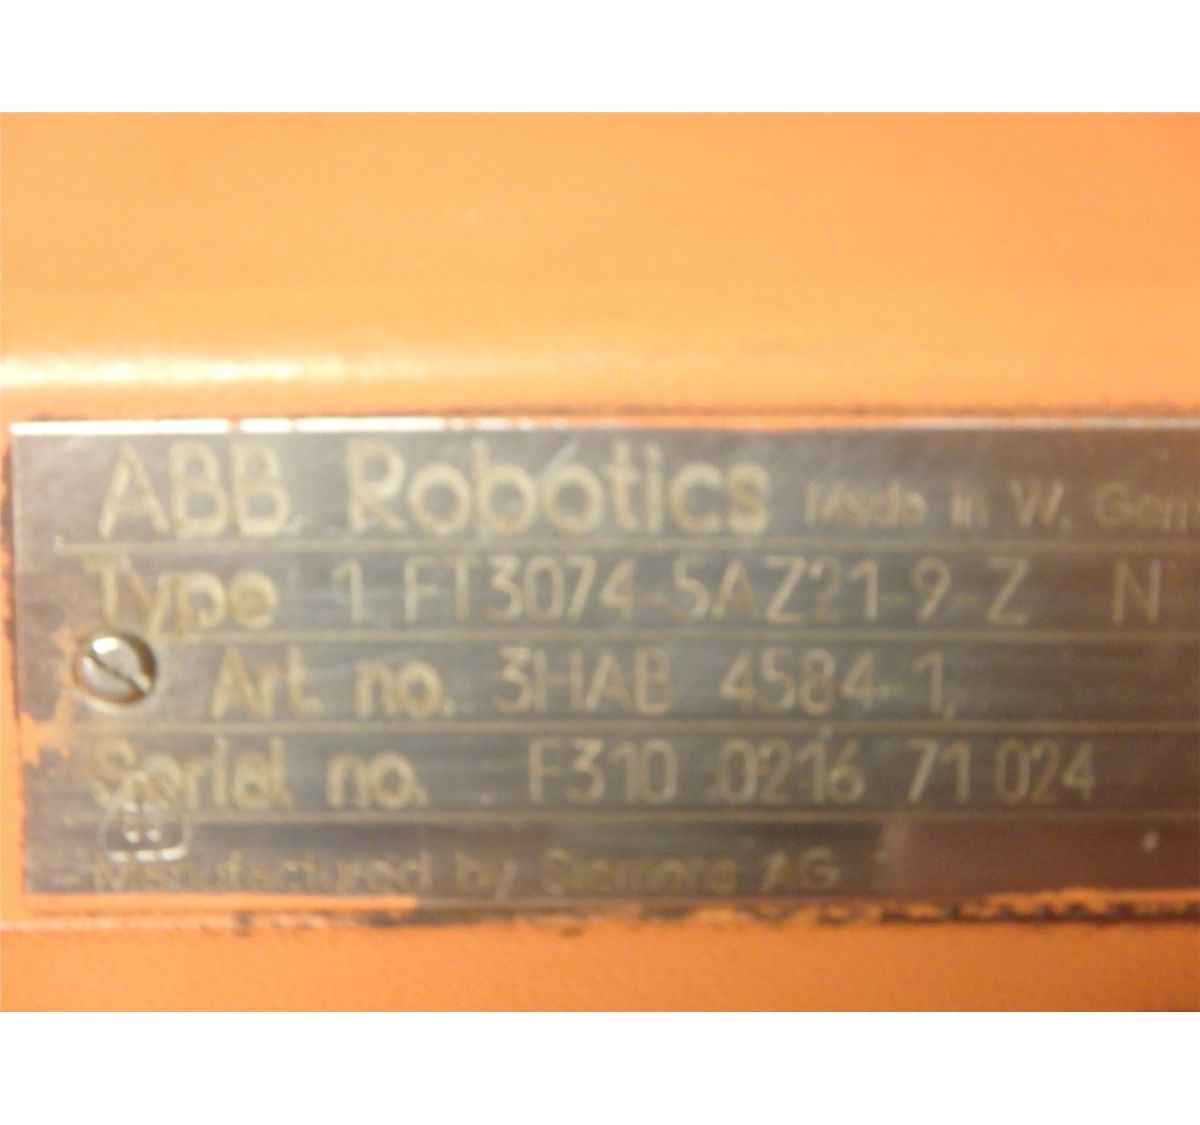 ABB Robotics Made in W. Germ
Type 1 FT3074-5AZ21-9-Z N
Art. no. 3HAB 4584-1,
Serial no. F310 0216 71 024
Manufactured by Siemens AG